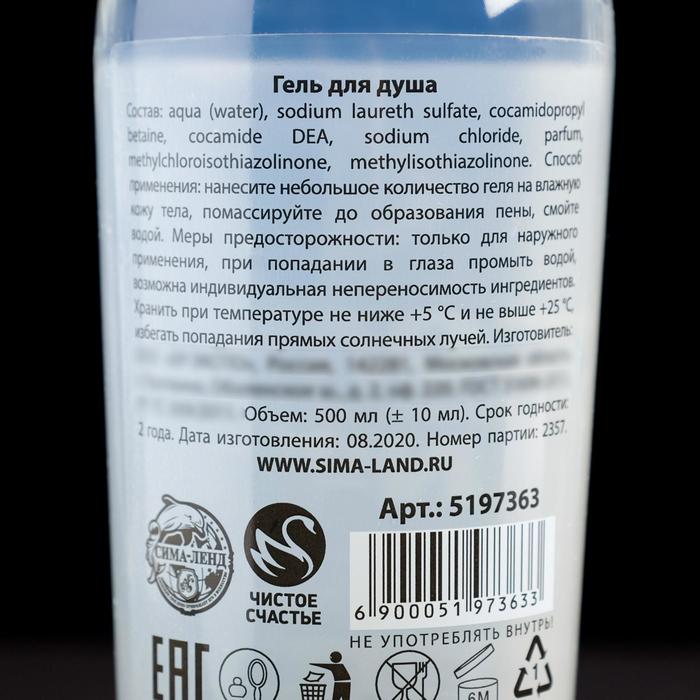 Гель для душа
Состав: aqua (water), sodium laureth sulfate, cocamidopropyl
betaine, cocamide DEA, sodium chloride, parfum,
methylchloroisothiazolinone, methylisothiazolinone. Способ
применения: нанесите небольшое количество геля на влажную
кожу тела, помассируйте до образования пены, смойте
водой. Меры предосторожности: только для наружного
применения, при попадании в глаза промыть водой,
возможна индивидуальная непереносимость ингредиентов.
Хранить при температуре не ниже +5 °C и не выше +25 °C,
избегать попадания прямых солнечных лучей. Изготовитель:
Объем: 500 мл (± 10 мл). Срок годности:
2 года. Дата изготовления: 08.2020. Номер партии: 2357.
WWW.SIMA-LAND.RU
Арт.: 5197363
СИМА-ЛЕНД
ЧИСТОЕ
СЧАСТЬЕ
6 900051 973633
НЕ УПОТРЕБЛЯТЬ ВНУТРЬ!
EAC
6M
1